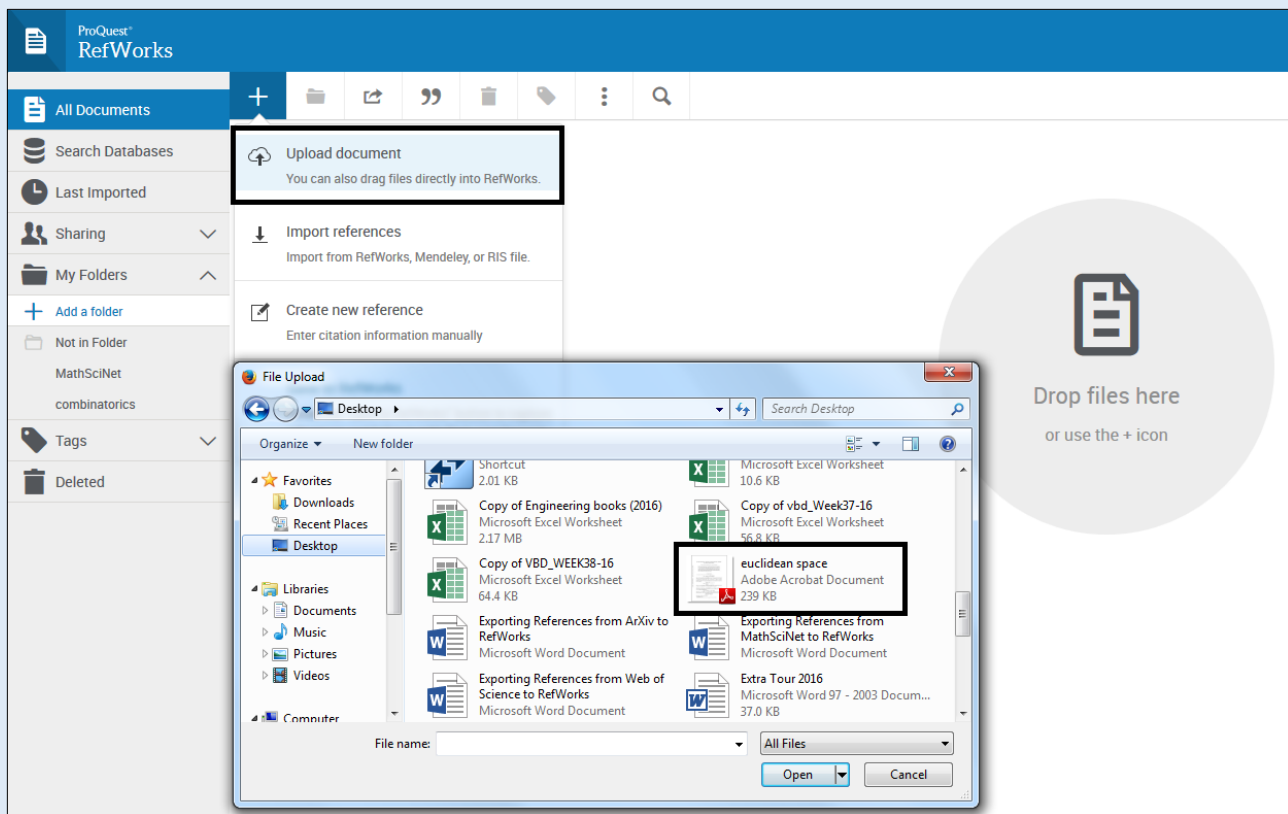 ProQuest®
RefWorks
All Documents
Search Databases
Last Imported
Sharing
My Folders
Add a folder
Not in Folder
MathSciNet
combinatorics
Tags
Deleted
Upload document
You can also drag files directly into RefWorks.
Import references
Import from RefWorks, Mendeley, or RIS file.
Create new reference
Enter citation information manually
Drop files here
or use the + icon
File Upload
Desktop
Search Desktop
Organize
New folder
Favorites
Downloads
Recent Places
Desktop
Libraries
Documents
Music
Pictures
Videos
Computer
Shortcut
2.01 KB
Microsoft Excel Worksheet
10.6 KB
Copy of Engineering books (2016)
Microsoft Excel Worksheet
2.17 MB
Copy of vbd_Week37-16
Microsoft Excel Worksheet
56.8 KB
Copy of VBD_WEEK38-16
Microsoft Excel Worksheet
64.4 KB
euclidean space
Adobe Acrobat Document
239 KB
Exporting References from ArXiv to
RefWorks
Microsoft Word Document
Exporting References from
MathSciNet to RefWorks
Microsoft Word Document
Exporting References from Web of
Science to RefWorks
Microsoft Word Document
Extra Tour 2016
Microsoft Word 97 - 2003 Docum...
37.0 KB
File name:
All Files
Open
Cancel